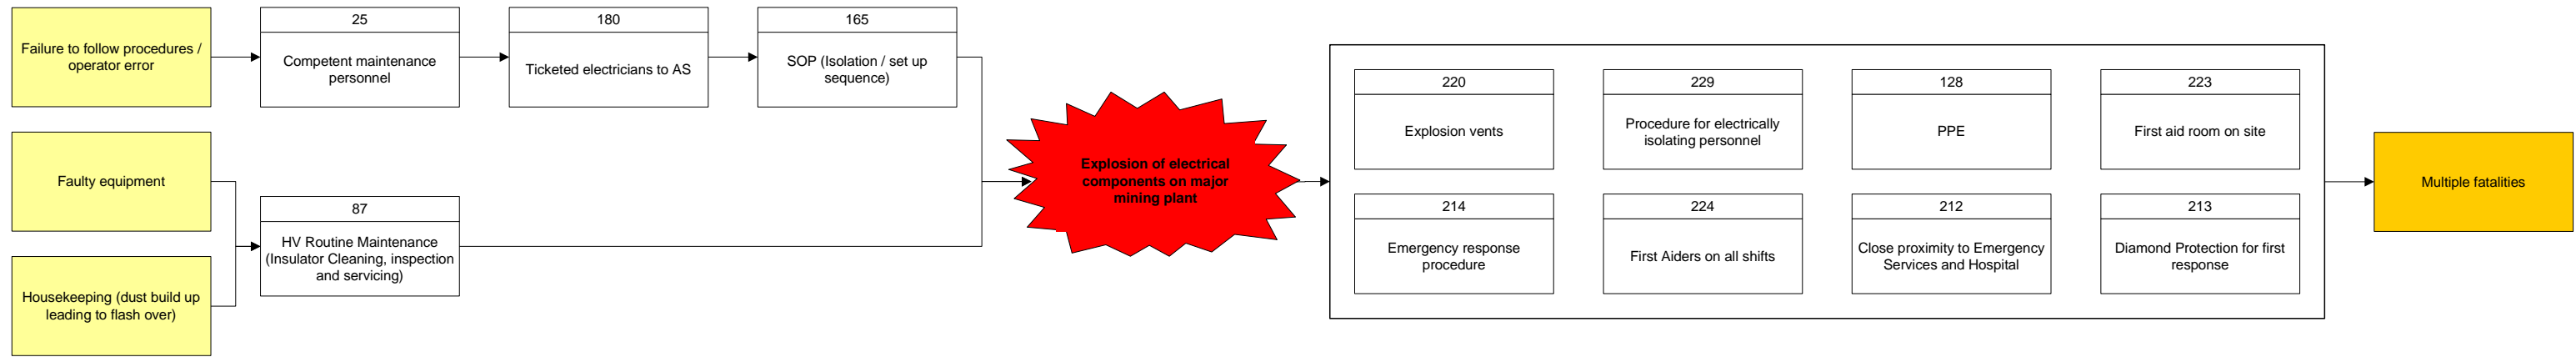 Failure to follow procedures /
operator error
25
Competent maintenance
personnel
180
Ticketed electricians to AS
165
SOP (Isolation / set up
sequence)
Faulty equipment
Housekeeping (dust build up
leading to flash over)
87
HV Routine Maintenance
(Insulator Cleaning, inspection
and servicing)
Explosion of electrical
components on major
mining plant
220
Explosion vents
229
Procedure for electrically
isolating personnel
128
PPE
223
First aid room on site
214
Emergency response
procedure
224
First Aiders on all shifts
212
Close proximity to Emergency
Services and Hospital
213
Diamond Protection for first
response
Multiple fatalities